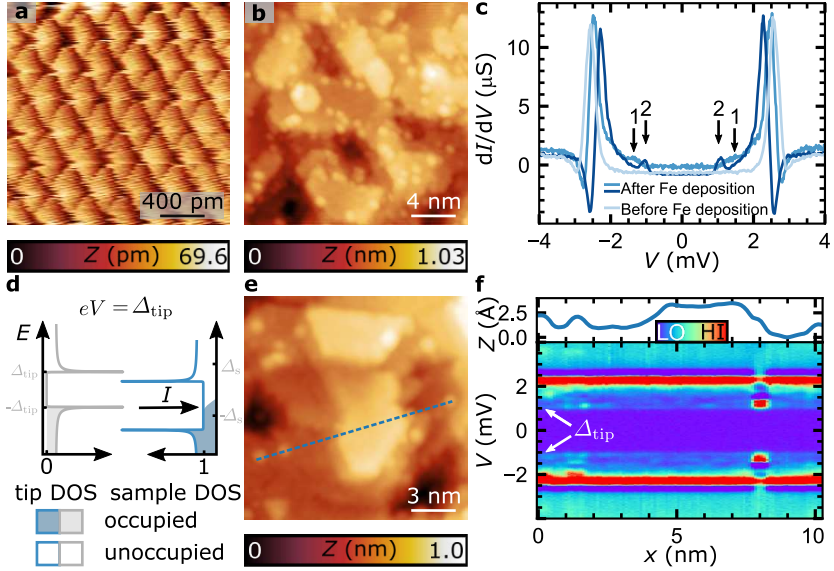 a
400 pm
0 Z (pm) 69.6
b
4 nm
0 Z (nm) 1.03
c
dI/dV (μS)
10
5
0
1 2
2 1
After Fe deposition
Before Fe deposition
−4 −2 0 2 4
V (mV)
d
eV = Δtip
E
Δtip
-Δtip
I
Δs
-Δs
0
1
tip DOS sample DOS
occupied
unoccupied
e
3 nm
0 Z (nm) 1.0
f
Z (Å)
2.5
0.0
LO HI
V (mV)
2
0
−2
Δtip
0 5 10
x (nm)